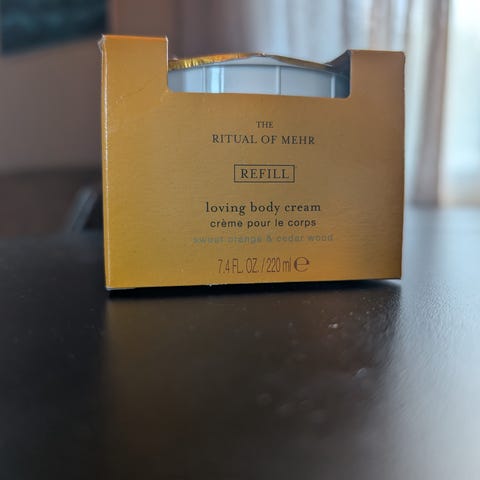 THE
RITUAL OF MEHR
REFILL
loving body cream
crème pour le corps
sweet orange & cedar wood
7.4 FL. OZ. / 220 ml ℮